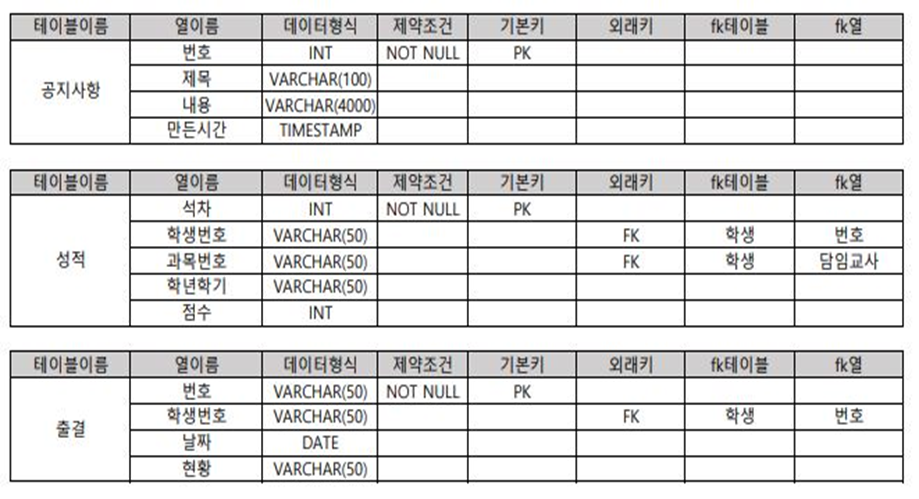 테이블이름 열이름 데이터형식 제약조건 기본키 외래키 fk테이블 fk열
번호 INT NOT NULL PK
제목 VARCHAR(100)
공지사항
내용 VARCHAR(4000)
만든시간 TIMESTAMP
테이블이름 열이름 데이터형식 제약조건 기본키 외래키 fk테이블 fk열
석차 INT NOT NULL PK
학생번호 VARCHAR(50) FK 학생 번호
성적 과목번호 VARCHAR(50) FK 학생 담임교사
학년학기 VARCHAR(50)
점수 INT
테이블이름 열이름 데이터형식 제약조건 기본키 외래키 fk테이블 fk열
번호 VARCHAR(50) NOT NULL PK
학생번호 VARCHAR(50) FK 학생 번호
출결
날짜 DATE
현황 VARCHAR(50)